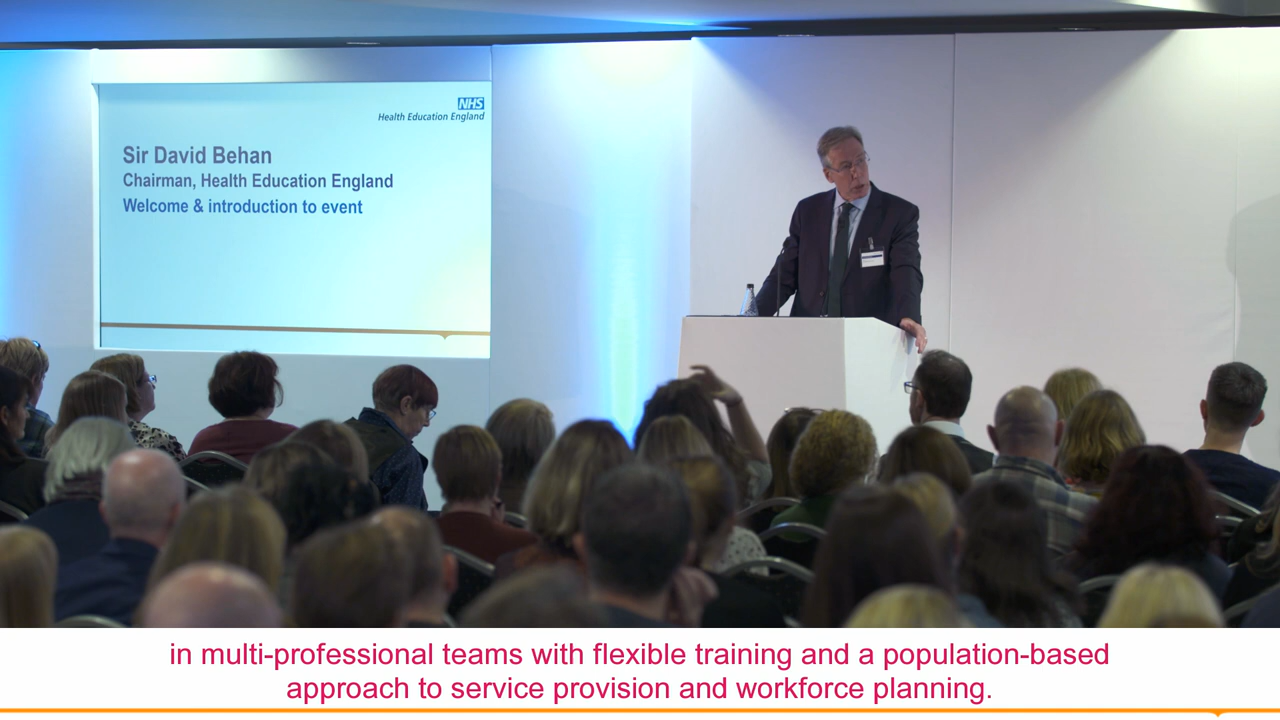 NHS
Health Education England
Sir David Behan
Chairman, Health Education England
Welcome & introduction to event
in multi-professional teams with flexible training and a population-based
approach to service provision and workforce planning.